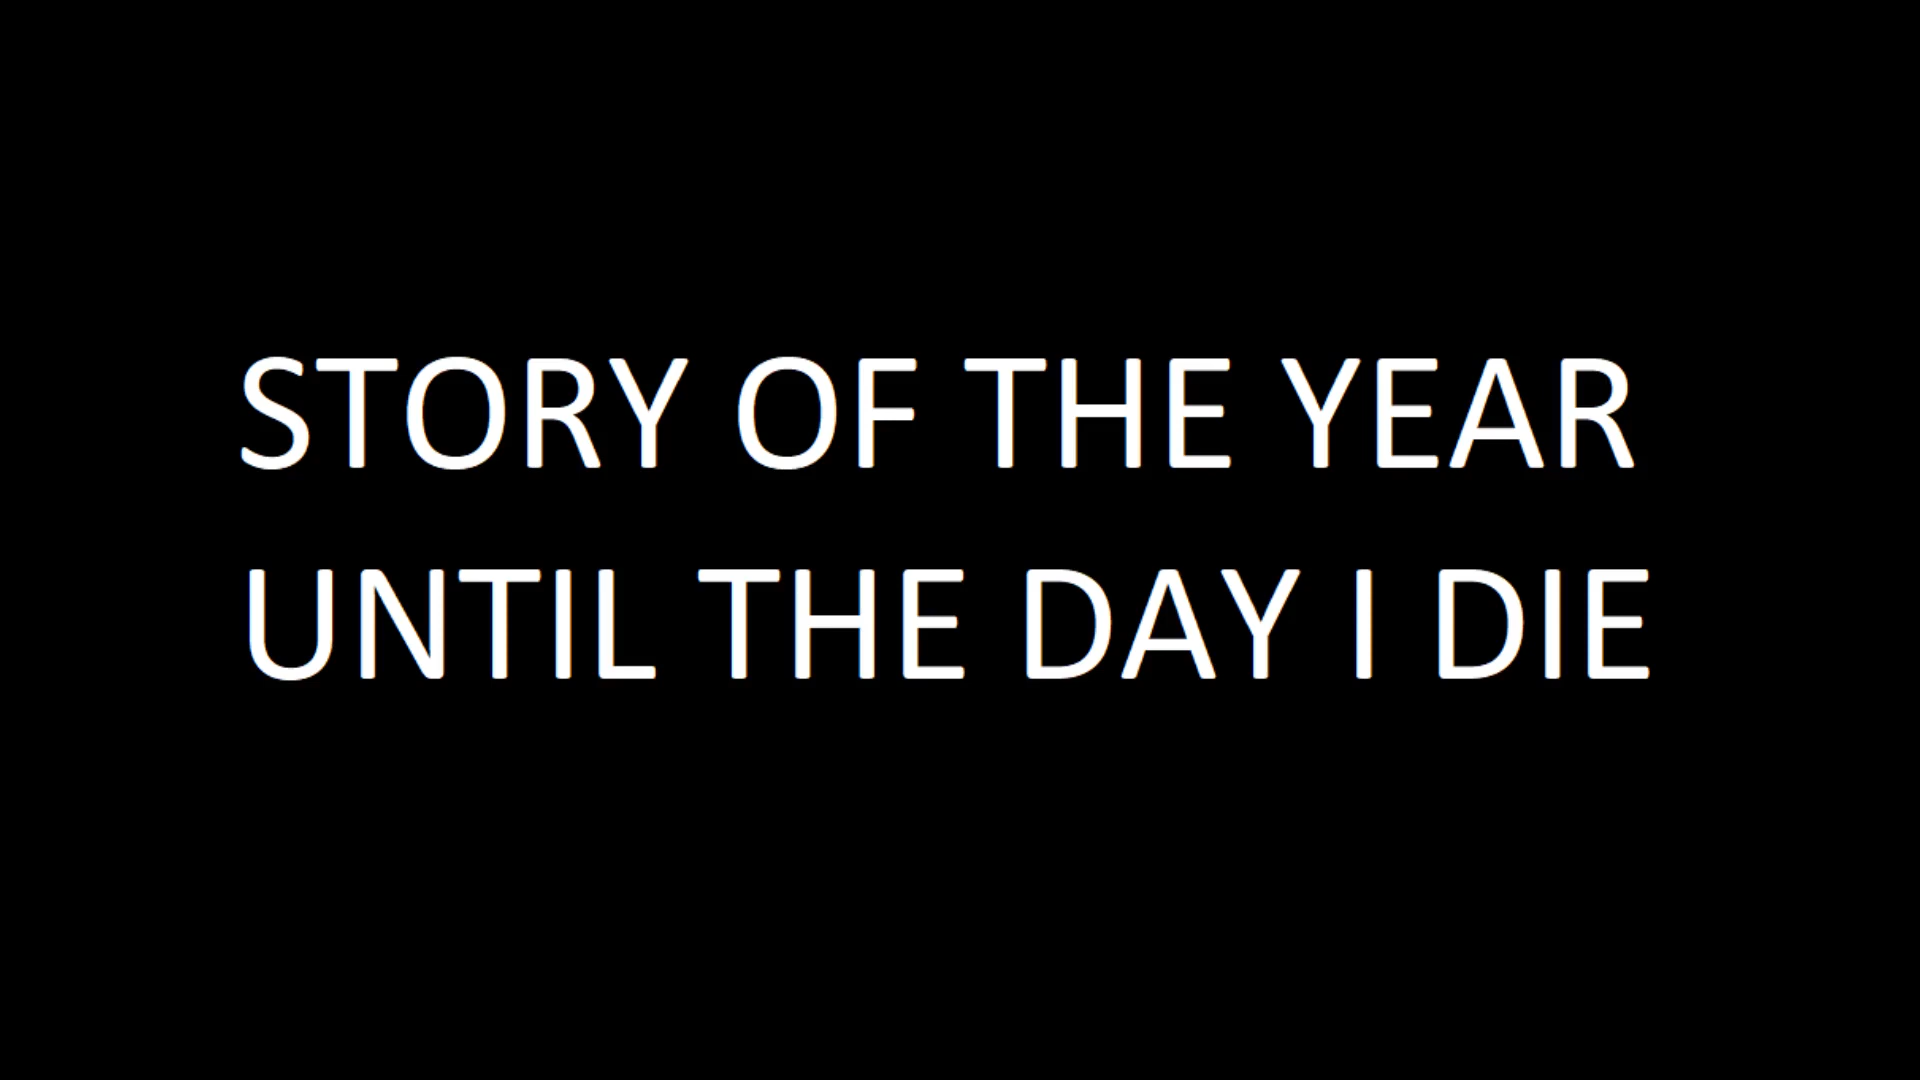 STORY OF THE YEAR
UNTIL THE DAY I DIE